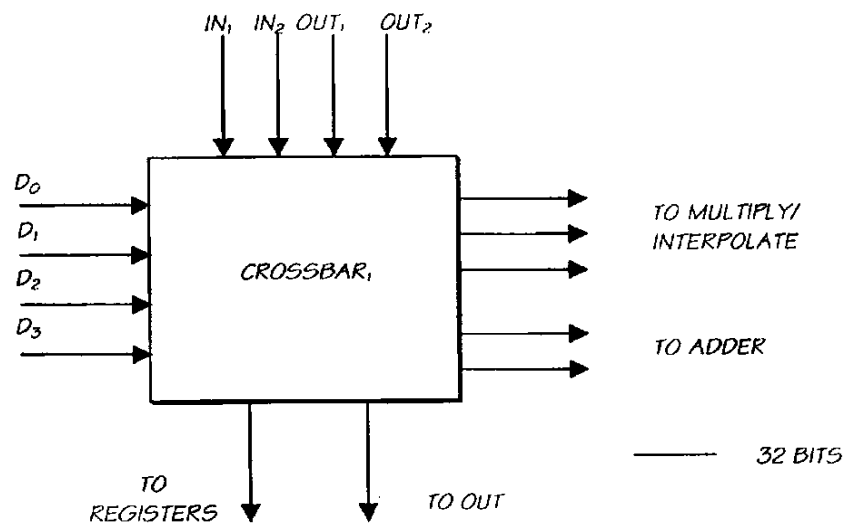 IN₁ IN₂ OUT₁ OUT₂
D₀
D₁
D₂
D₃
CROSSBAR₁
TO MULTIPLY/
INTERPOLATE
TO ADDER
32 BITS
TO
REGISTERS
TO OUT